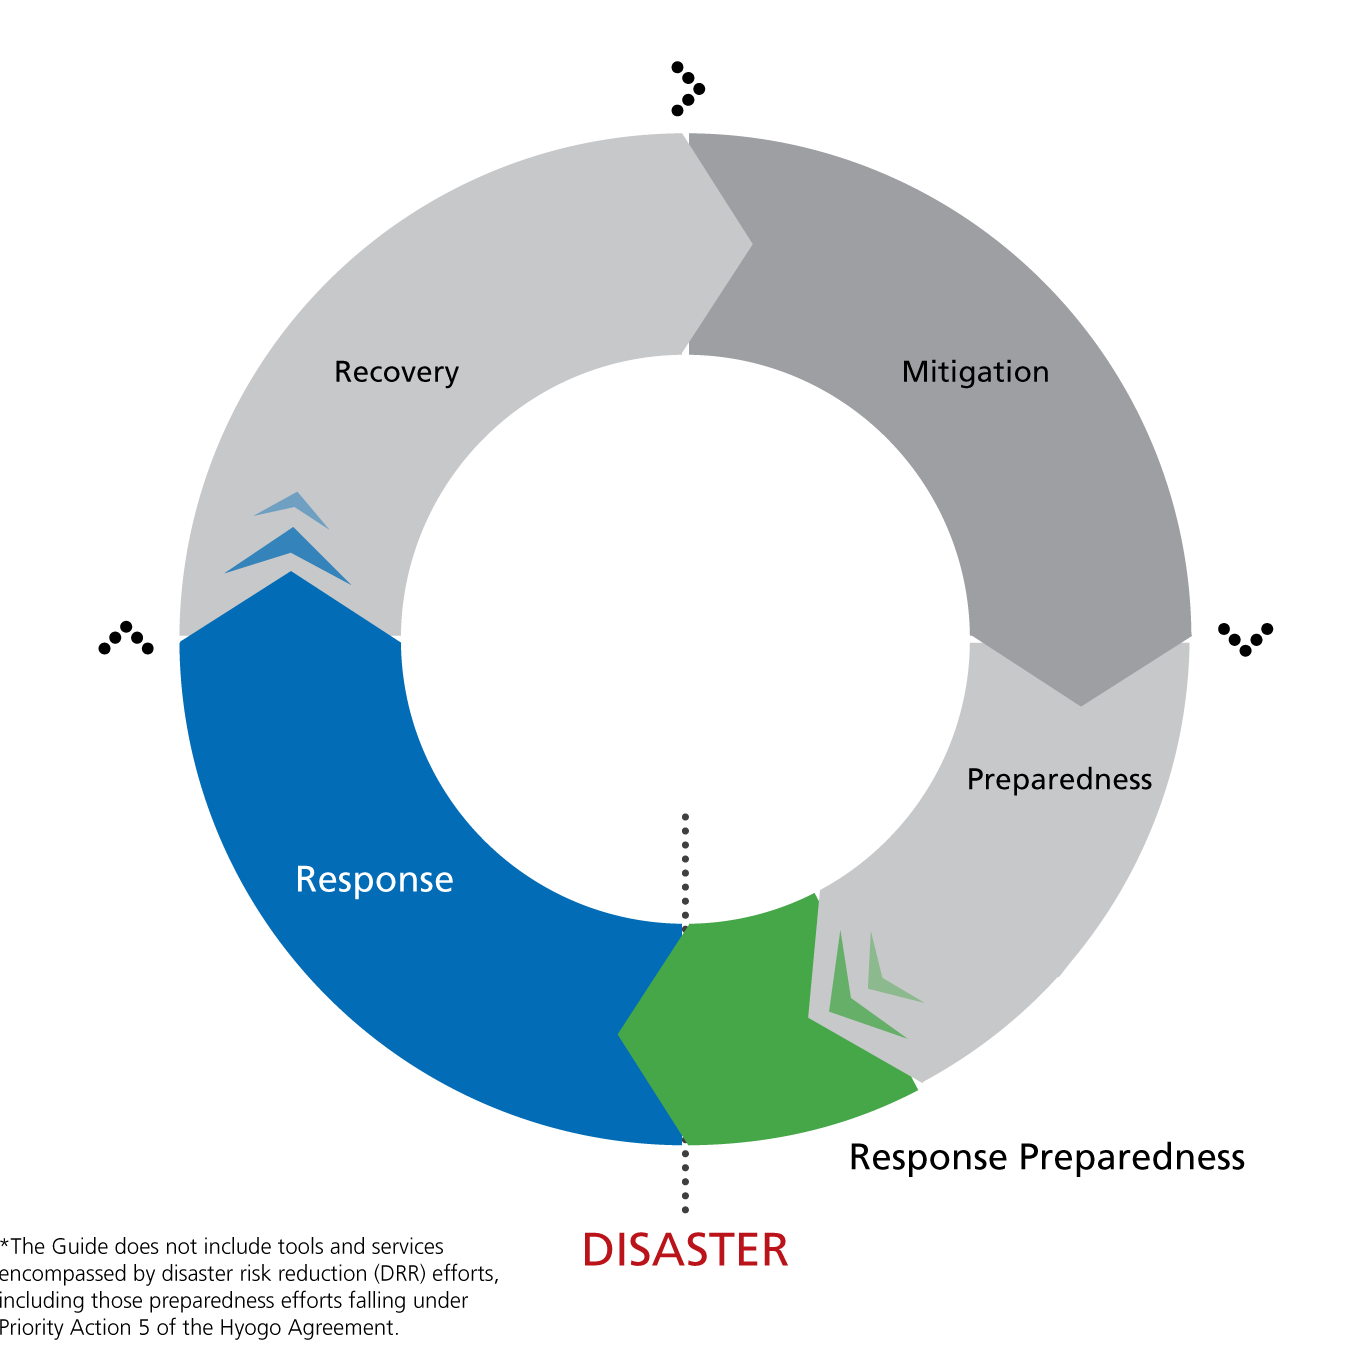 Recovery
Mitigation
Preparedness
Response
Response Preparedness
DISASTER
*The Guide does not include tools and services
encompassed by disaster risk reduction (DRR) efforts,
including those preparedness efforts falling under
Priority Action 5 of the Hyogo Agreement.